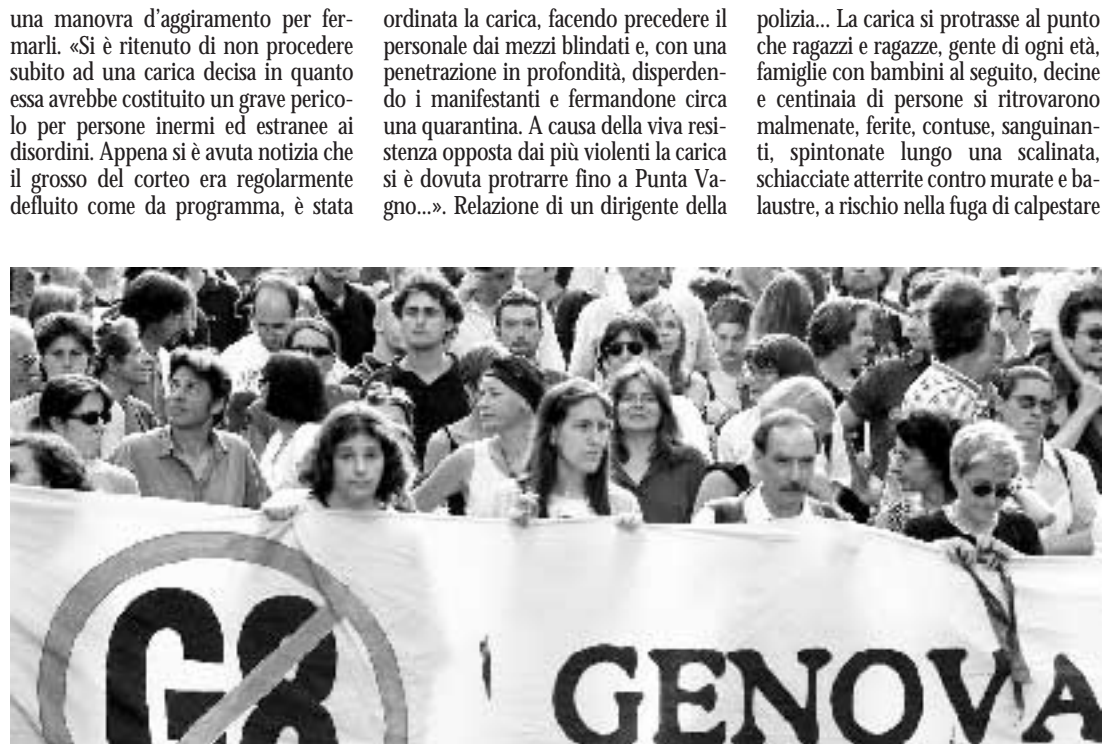 una manovra d'aggiramento per fer-
marli. «Si è ritenuto di non procedere
subito ad una carica decisa in quanto
essa avrebbe costituito un grave perico-
lo per persone inermi ed estranee ai
disordini. Appena si è avuta notizia che
il grosso del corteo era regolarmente
defluito come da programma, è stata
ordinata la carica, facendo precedere il
personale dai mezzi blindati e, con una
penetrazione in profondità, disperden-
do i manifestanti e fermandone circa
una quarantina. A causa della viva resi-
stenza opposta dai più violenti la carica
si è dovuta protrarre fino a Punta Va-
gno...». Relazione di un dirigente della
polizia... La carica si protrasse al punto
che ragazzi e ragazze, gente di ogni età,
famiglie con bambini al seguito, decine
e centinaia di persone si ritrovarono
malmenate, ferite, contuse, sanguinan-
ti, spintonate lungo una scalinata,
schiacciate atterrite contro murate e ba-
laustre, a rischio nella fuga di calpestare
G8
GENOVA